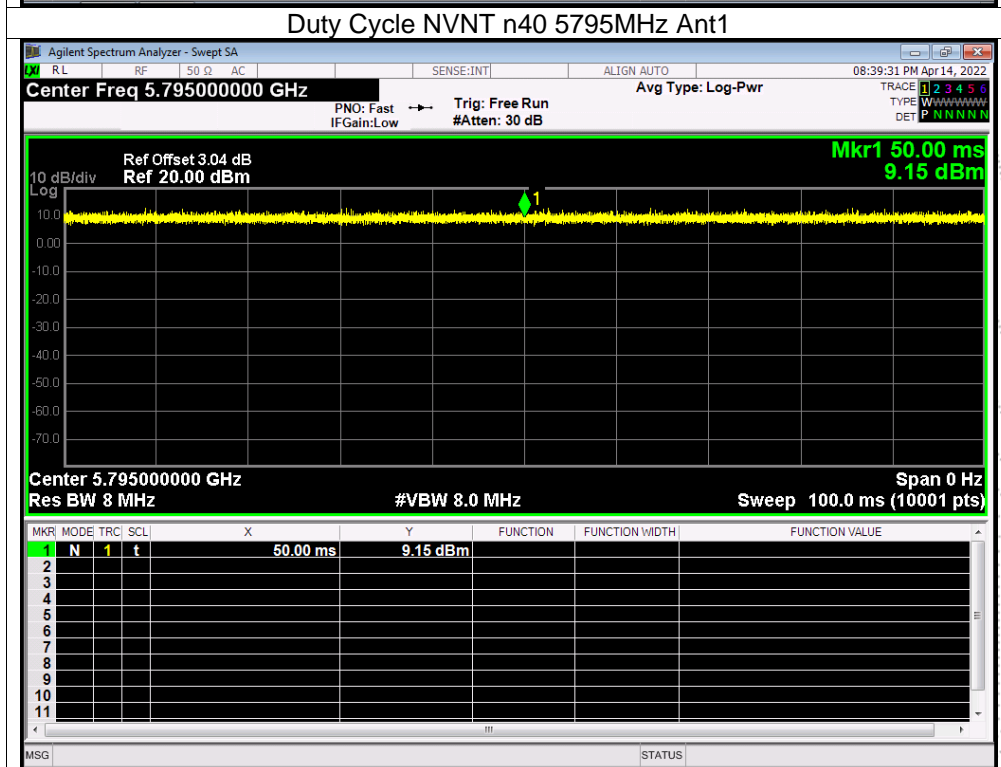 Duty Cycle NVNT n40 5795MHz Ant1
Agilent Spectrum Analyzer - Swept SA
LXI RL RF 50 Ω AC SENSE:INT ALIGN AUTO 08:39:31 PM Apr 14, 2022
Center Freq 5.795000000 GHz Avg Type: Log-Pwr TRACE 1 2 3 4 5 6
PNO: Fast Trig: Free Run TYPE WWWWWW
IFGain:Low #Atten: 30 dB DET P N N N N N
Ref Offset 3.04 dB Mkr1 50.00 ms
10 dB/div Ref 20.00 dBm 9.15 dBm
Log
1
10.0
0.00
-10.0
-20.0
-30.0
-40.0
-50.0
-60.0
-70.0
Center 5.795000000 GHz Span 0 Hz
Res BW 8 MHz #VBW 8.0 MHz Sweep 100.0 ms (10001 pts)
MKR MODE TRC SCL X Y FUNCTION FUNCTION WIDTH FUNCTION VALUE
1 N 1 t 50.00 ms 9.15 dBm
2
3
4
5
6
7
8
9
10
11
MSG STATUS